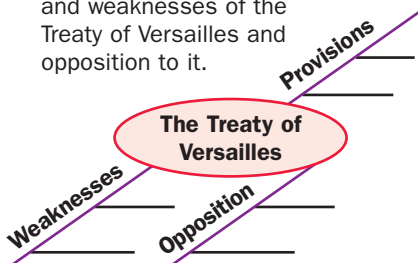 and weaknesses of the
Treaty of Versailles and
opposition to it.
Provisions
The Treaty of
Versailles
Weaknesses
Opposition